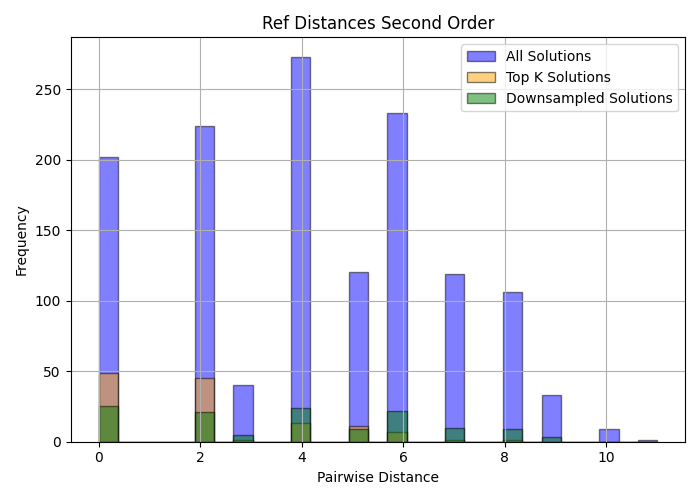 Ref Distances Second Order
All Solutions
Top K Solutions
Downsampled Solutions
Frequency
250
200
150
100
50
0
0 2 4 6 8 10
Pairwise Distance